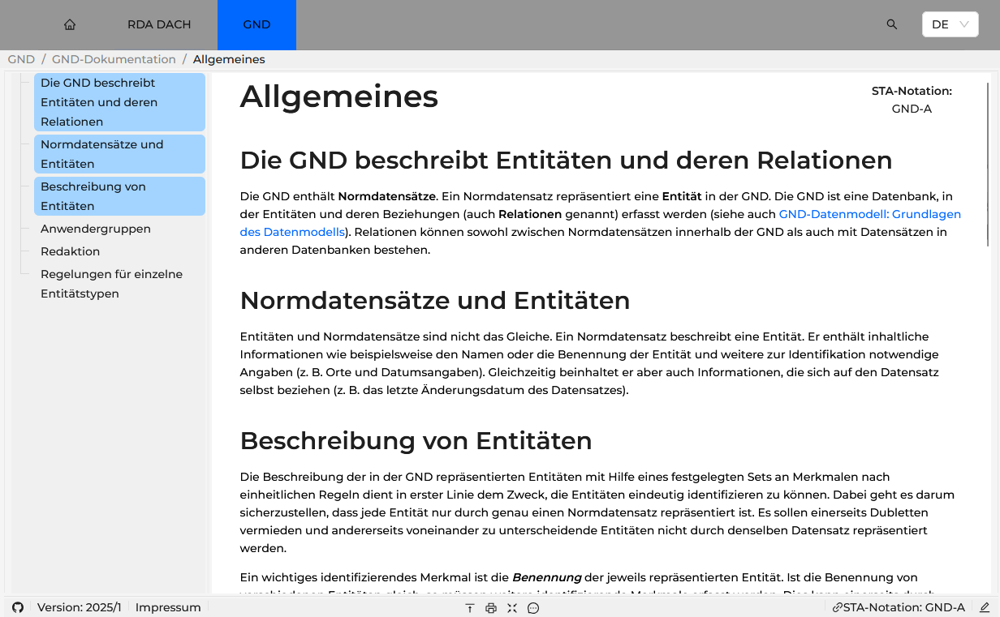 RDA DACH
GND
DE
GND / GND-Dokumentation / Allgemeines
Die GND beschreibt
Entitäten und deren
Relationen
Normdatensätze und
Entitäten
Beschreibung von
Entitäten
Anwendergruppen
Redaktion
Regelungen für einzelne
Entitätstypen
Allgemeines
STA-Notation:
GND-A
Die GND beschreibt Entitäten und deren Relationen
Die GND enthält Normdatensätze. Ein Normdatensatz repräsentiert eine Entität in der GND. Die GND ist eine Datenbank, in
der Entitäten und deren Beziehungen (auch Relationen genannt) erfasst werden (siehe auch GND-Datenmodell: Grundlagen
des Datenmodells). Relationen können sowohl zwischen Normdatensätzen innerhalb der GND als auch mit Datensätzen in
anderen Datenbanken bestehen.
Normdatensätze und Entitäten
Entitäten und Normdatensätze sind nicht das Gleiche. Ein Normdatensatz beschreibt eine Entität. Er enthält inhaltliche
Informationen wie beispielsweise den Namen oder die Benennung der Entität und weitere zur Identifikation notwendige
Angaben (z. B. Orte und Datumsangaben). Gleichzeitig beinhaltet er aber auch Informationen, die sich auf den Datensatz
selbst beziehen (z. B. das letzte Änderungsdatum des Datensatzes).
Beschreibung von Entitäten
Die Beschreibung der in der GND repräsentierten Entitäten mit Hilfe eines festgelegten Sets an Merkmalen nach
einheitlichen Regeln dient in erster Linie dem Zweck, die Entitäten eindeutig identifizieren zu können. Dabei geht es darum
sicherzustellen, dass jede Entität nur durch genau einen Normdatensatz repräsentiert ist. Es sollen einerseits Dubletten
vermieden und andererseits voneinander zu unterscheidende Entitäten nicht durch denselben Datensatz repräsentiert
werden.
Ein wichtiges identifizierendes Merkmal ist die Benennung der jeweils repräsentierten Entität. Ist die Benennung von
Version: 2025/1
Impressum
STA-Notation: GND-A